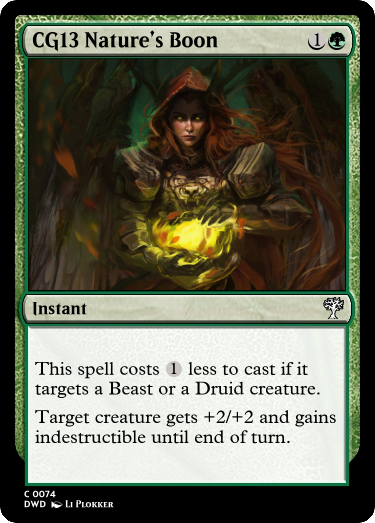 CG13 Nature's Boon 1
Instant
This spell costs 1 less to cast if it
targets a Beast or a Druid creature.
Target creature gets +2/+2 and gains
indestructible until end of turn.
C 0074
DWD Li Plokker